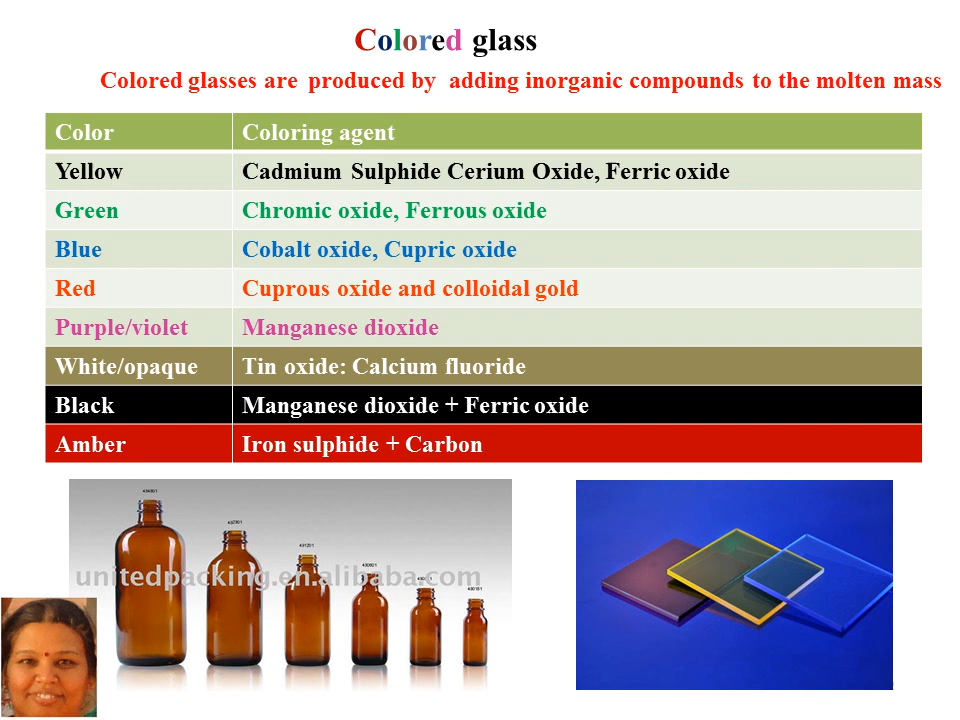 Colored glass
Colored glasses are produced by adding inorganic compounds to the molten mass
Color Coloring agent
Yellow Cadmium Sulphide Cerium Oxide, Ferric oxide
Green Chromic oxide, Ferrous oxide
Blue Cobalt oxide, Cupric oxide
Red Cuprous oxide and colloidal gold
Purple/violet Manganese dioxide
White/opaque Tin oxide: Calcium fluoride
Black Manganese dioxide + Ferric oxide
Amber Iron sulphide + Carbon
unitedpacking.en.alibaba.com